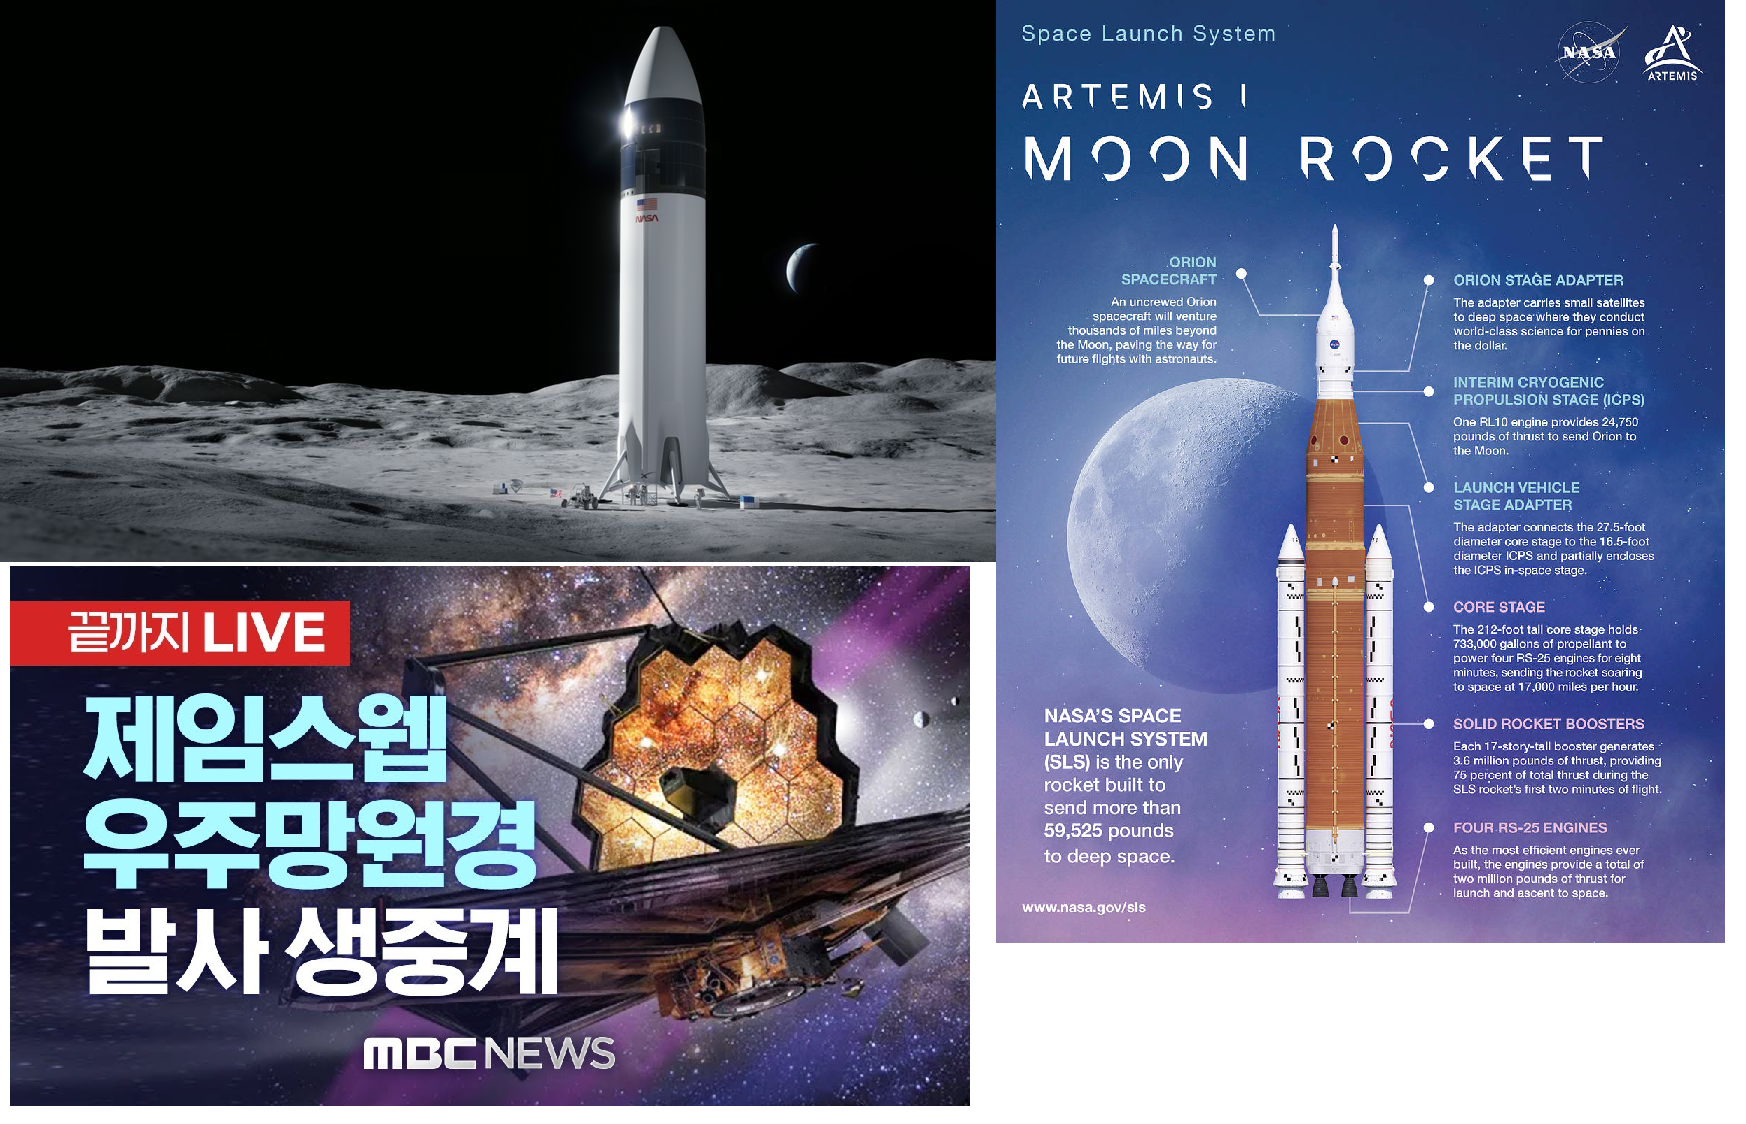 NASA
Space Launch System
NASA
ARTEMIS
ARTEMIS I
MOON ROCKET
ORION
SPACECRAFT
An uncrewed Orion
spacecraft will venture
thousands of miles beyond
the Moon, paving the way for
future flights with astronauts.
ORION STAGE ADAPTER
The adapter carries small satellites
to deep space where they conduct
world-class science for pennies on
the dollar.
INTERIM CRYOGENIC
PROPULSION STAGE (ICPS)
One RL10 engine provides 24,750
pounds of thrust to send Orion to
the Moon.
LAUNCH VEHICLE
STAGE ADAPTER
The adapter connects the 27.5-foot
diameter core stage to the 16.5-foot
diameter ICPS and partially encloses
the ICPS in-space stage.
CORE STAGE
The 212-foot tall core stage holds
733,000 gallons of propellant to
power four RS-25 engines for eight
minutes, sending the rocket soaring
to space at 17,000 miles per hour.
SOLID ROCKET BOOSTERS
Each 17-story-tall booster generates
3.6 million pounds of thrust, providing
75 percent of total thrust during the
SLS rocket's first two minutes of flight.
FOUR RS-25 ENGINES
As the most efficient engines ever
built, the engines provide a total of
two million pounds of thrust for
launch and ascent to space.
NASA'S SPACE
LAUNCH SYSTEM
(SLS) is the only
rocket built to
send more than
59,525 pounds
to deep space.
www.nasa.gov/sls
끝까지 LIVE
제임스웹
우주망원경
발사 생중계
MBC NEWS